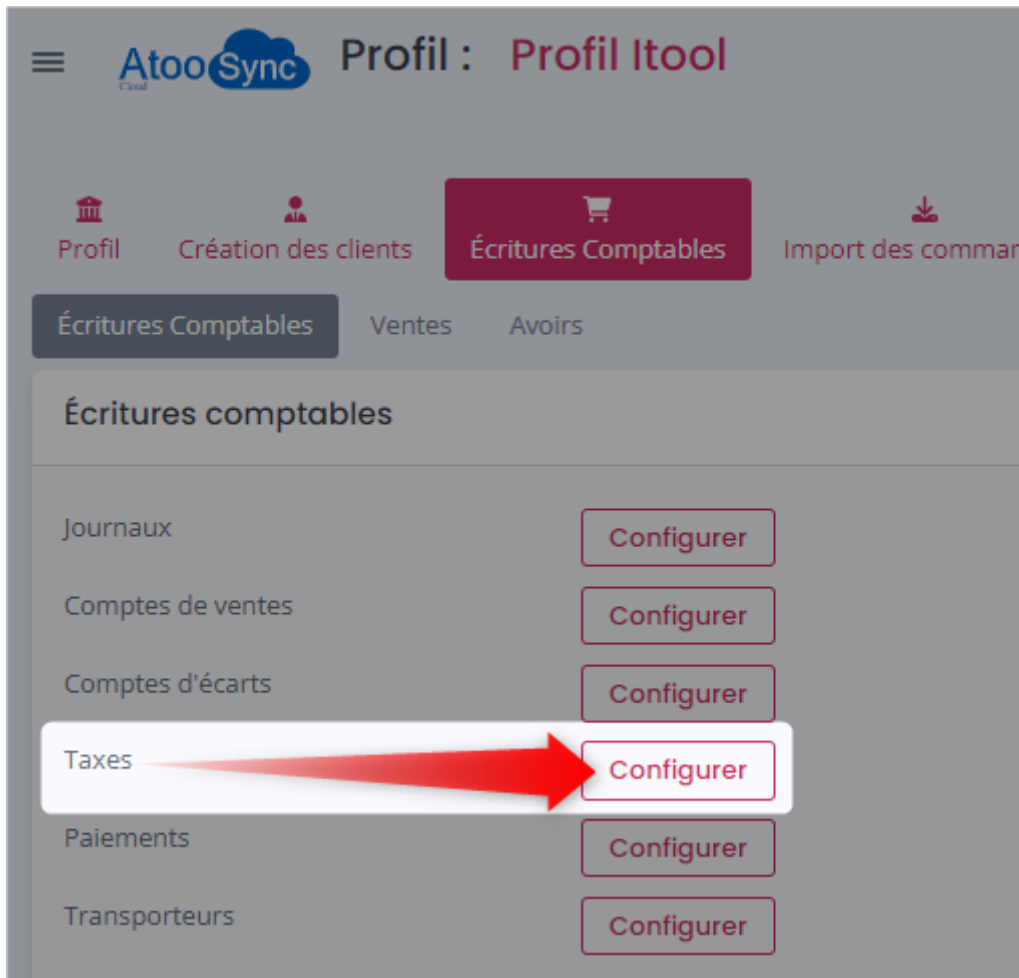 AtooSync Profil : Profil Itool
Cloud
Profil Création des clients Écritures Comptables Import des comman
Écritures Comptables Ventes Avoirs
Écritures comptables
Journaux Configurer
Comptes de ventes Configurer
Comptes d'écarts Configurer
Taxes Configurer
Paiements Configurer
Transporteurs Configurer